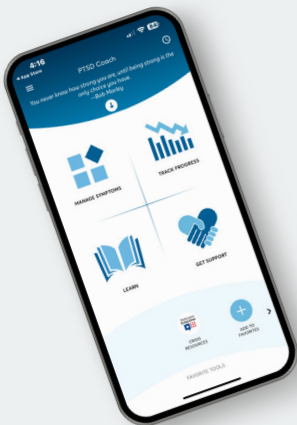 4:16
App Store
PTSD Coach
You never know how strong you are, until being strong is the
only choice you have.
—Bob Marley
MANAGE SYMPTOMS
TRACK PROGRESS
LEARN
GET SUPPORT
CRISIS
RESOURCES
ADD TO
FAVORITES
FAVORITE TOOLS